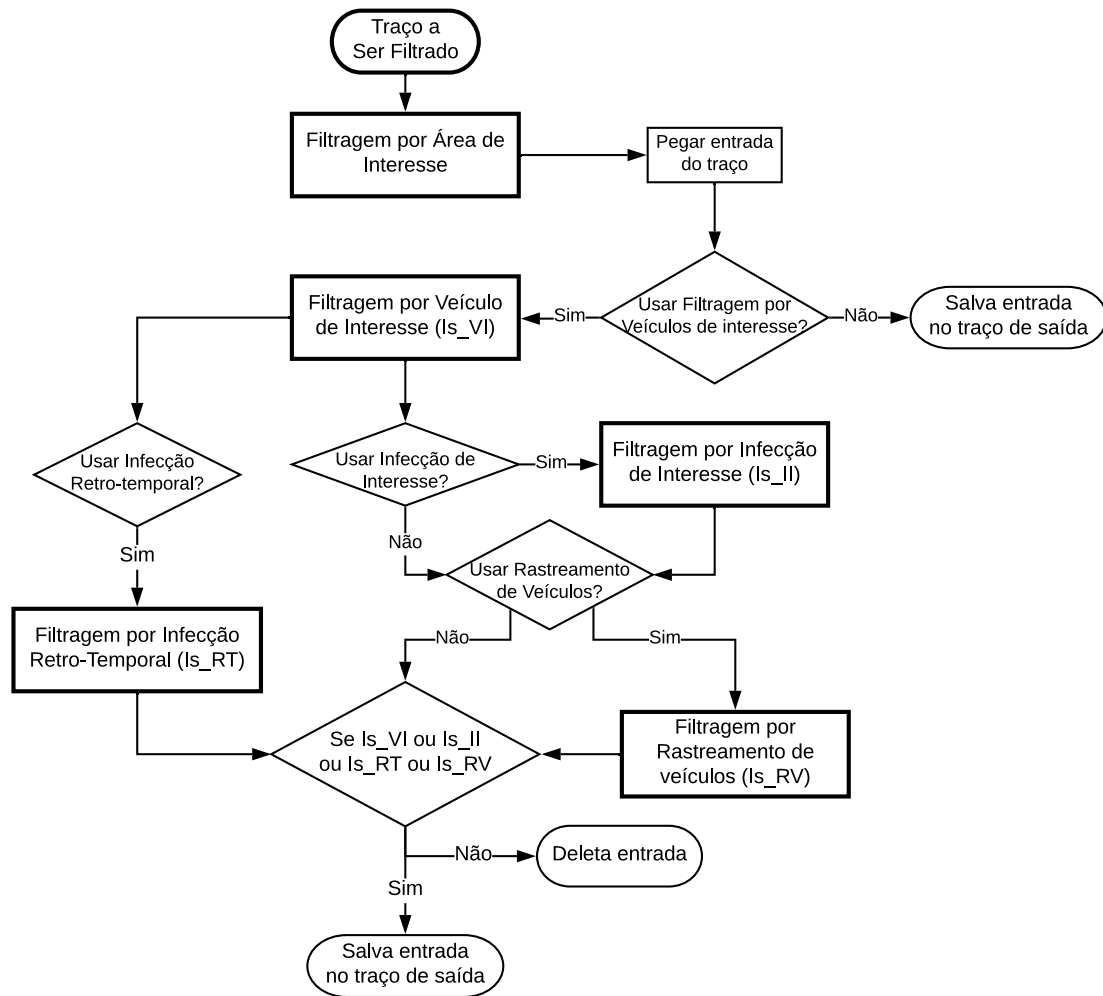 Traço a
Ser Filtrado
Filtragem por Área de
Interesse
Pegar entrada
do traço
Usar Filtragem por
Veículos de interesse?
Não
Salva entrada
no traço de saída
Sim
Filtragem por Veículo
de Interesse (Is_VI)
Usar Infecção
Retro-temporal?
Usar Infecção de
Interesse?
Sim
Filtragem por Infecção
de Interesse (Is_II)
Não
Sim
Usar Rastreamento
de Veículos?
Filtragem por Infecção
Retro-Temporal (Is_RT)
Não
Sim
Se Is_VI ou Is_II
ou Is_RT ou Is_RV
Filtragem por
Rastreamento de
veículos (Is_RV)
Não
Deleta entrada
Sim
Salva entrada
no traço de saída